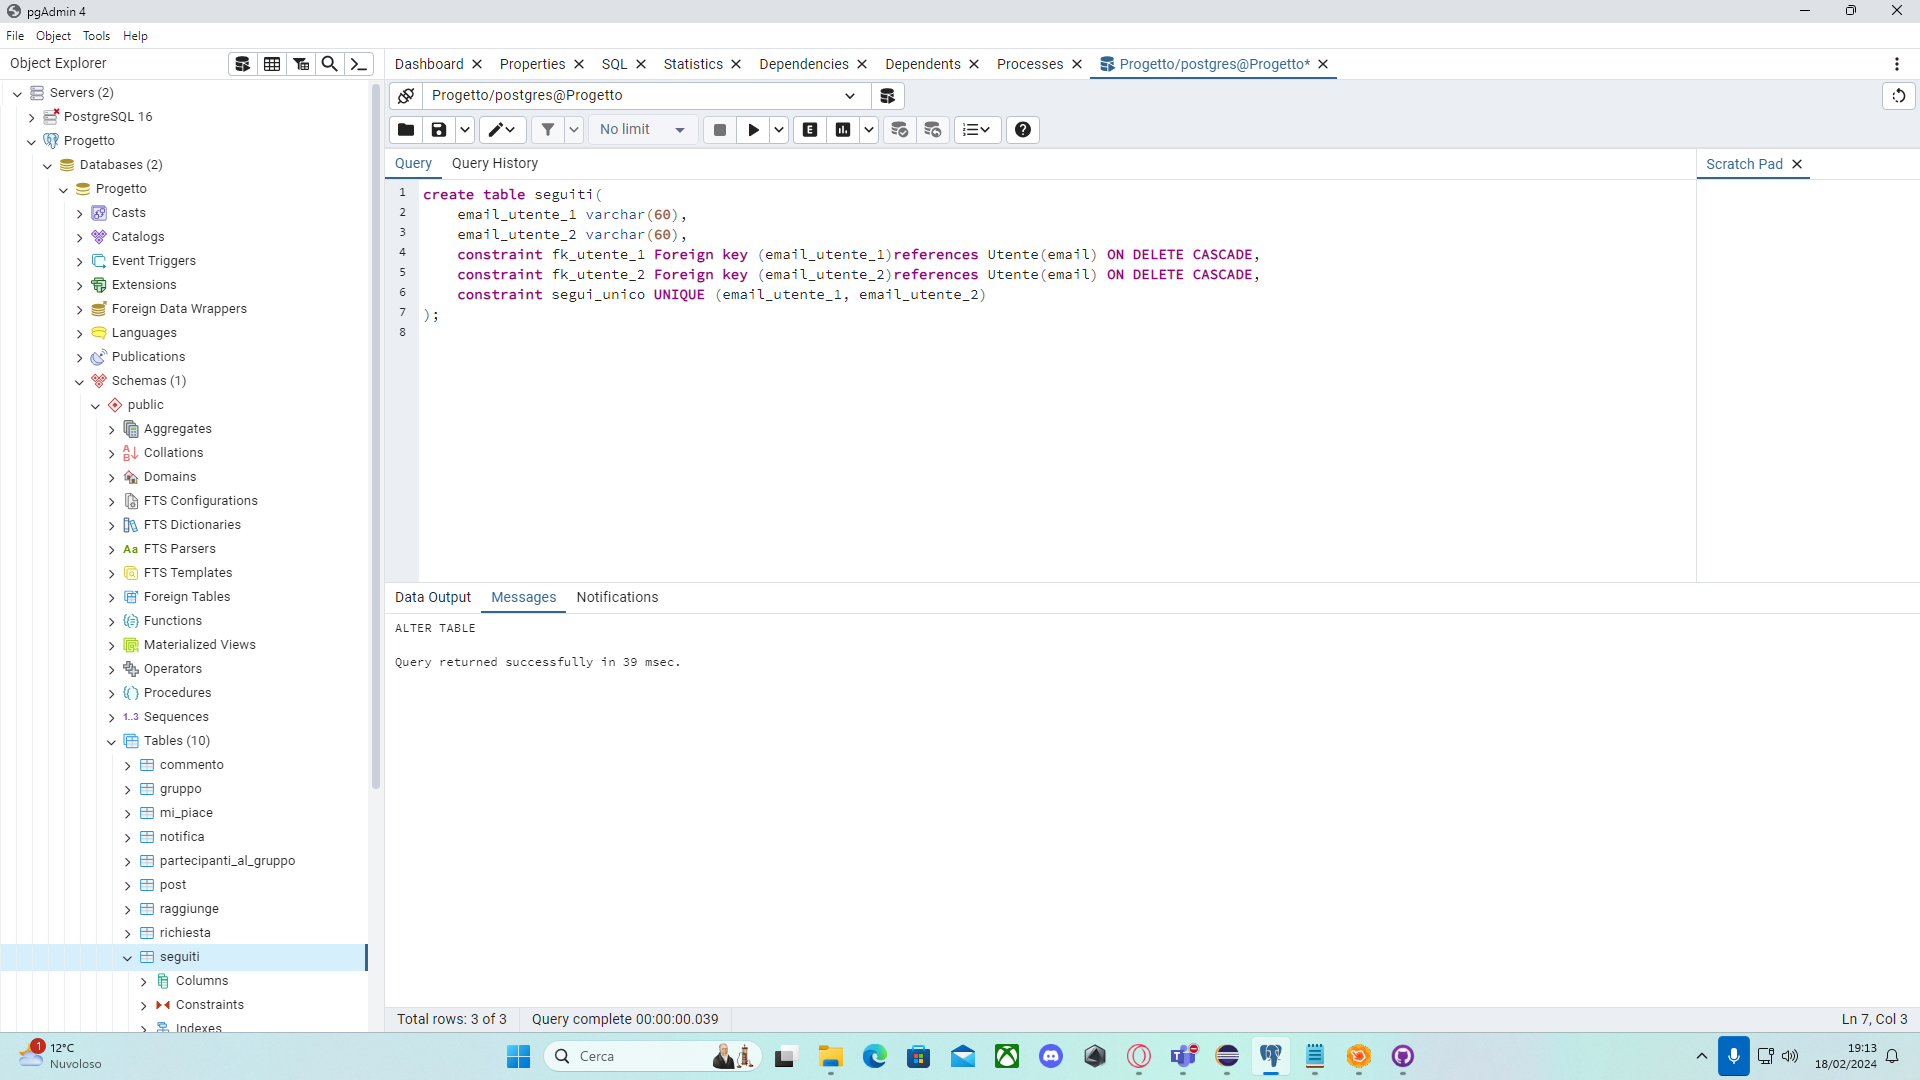 pgAdmin 4
File Object Tools Help
Object Explorer
Dashboard Properties SQL Statistics Dependencies Dependents Processes Progetto/postgres@Progetto*
Servers (2)
PostgreSQL 16
Progetto
Databases (2)
Progetto
Casts
Catalogs
Event Triggers
Extensions
Foreign Data Wrappers
Languages
Publications
Schemas (1)
public
Aggregates
Collations
Domains
FTS Configurations
FTS Dictionaries
Aa FTS Parsers
FTS Templates
Foreign Tables
Functions
Materialized Views
Operators
Procedures
1..3 Sequences
Tables (10)
commento
gruppo
mi_piace
notifica
partecipanti_al_gruppo
post
raggiunge
richiesta
seguiti
Columns
Constraints
Indexes
Progetto/postgres@Progetto
No limit
E
Query Query History
Scratch Pad
1 create table seguiti(
2 email_utente_1 varchar(60),
3 email_utente_2 varchar(60),
4 constraint fk_utente_1 Foreign key (email_utente_1)references Utente(email) ON DELETE CASCADE,
5 constraint fk_utente_2 Foreign key (email_utente_2)references Utente(email) ON DELETE CASCADE,
6 constraint segui_unico UNIQUE (email_utente_1, email_utente_2)
7 );
8
Data Output Messages Notifications
ALTER TABLE
Query returned successfully in 39 msec.
Total rows: 3 of 3 Query complete 00:00:00.039 Ln 7, Col 3
1
12°C
Nuvoloso
Cerca
19:13
18/02/2024